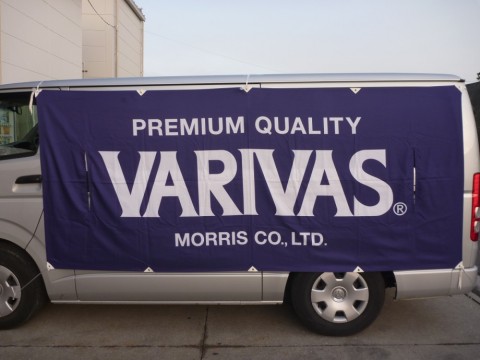 PREMIUM QUALITY
VARIVAS®
MORRIS CO., LTD.